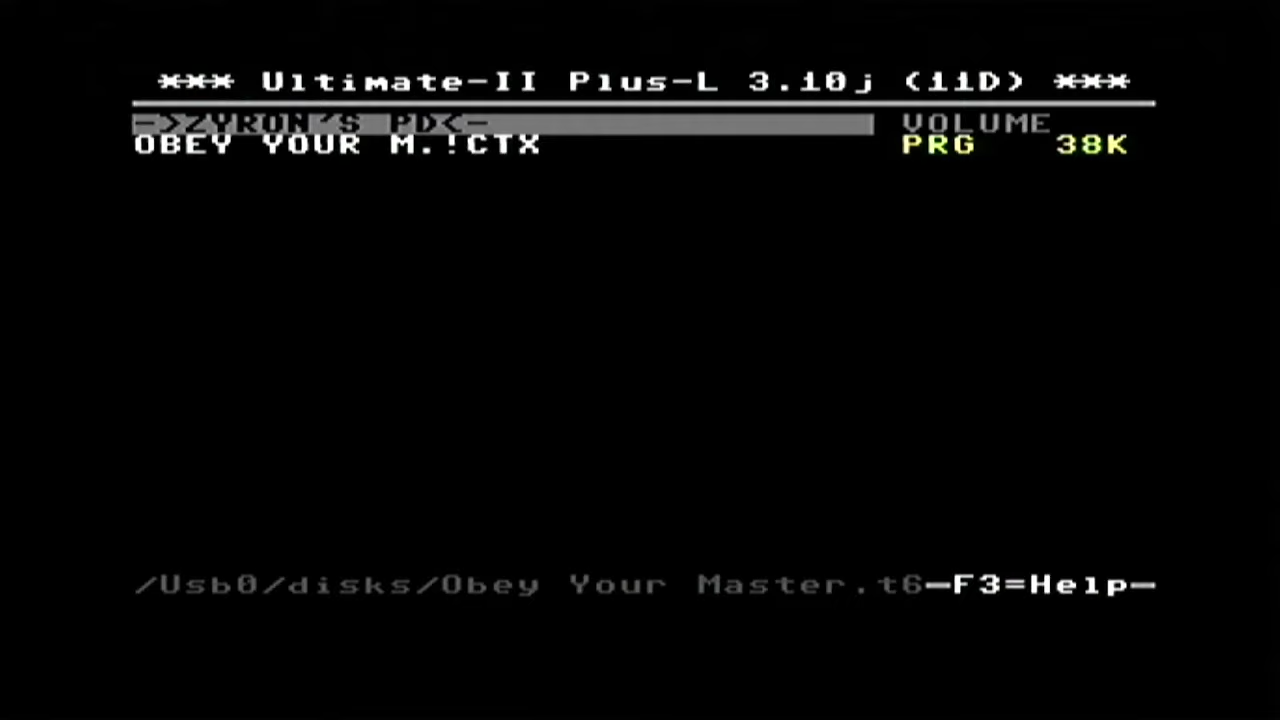 *** Ultimate-II Plus-L 3.10j (11D) ***
->ZYRON'S PD<- VOLUME
OBEY YOUR M.!CTX PRG 38K
/Usb0/disks/Obey Your Master.t6—F3=Help—